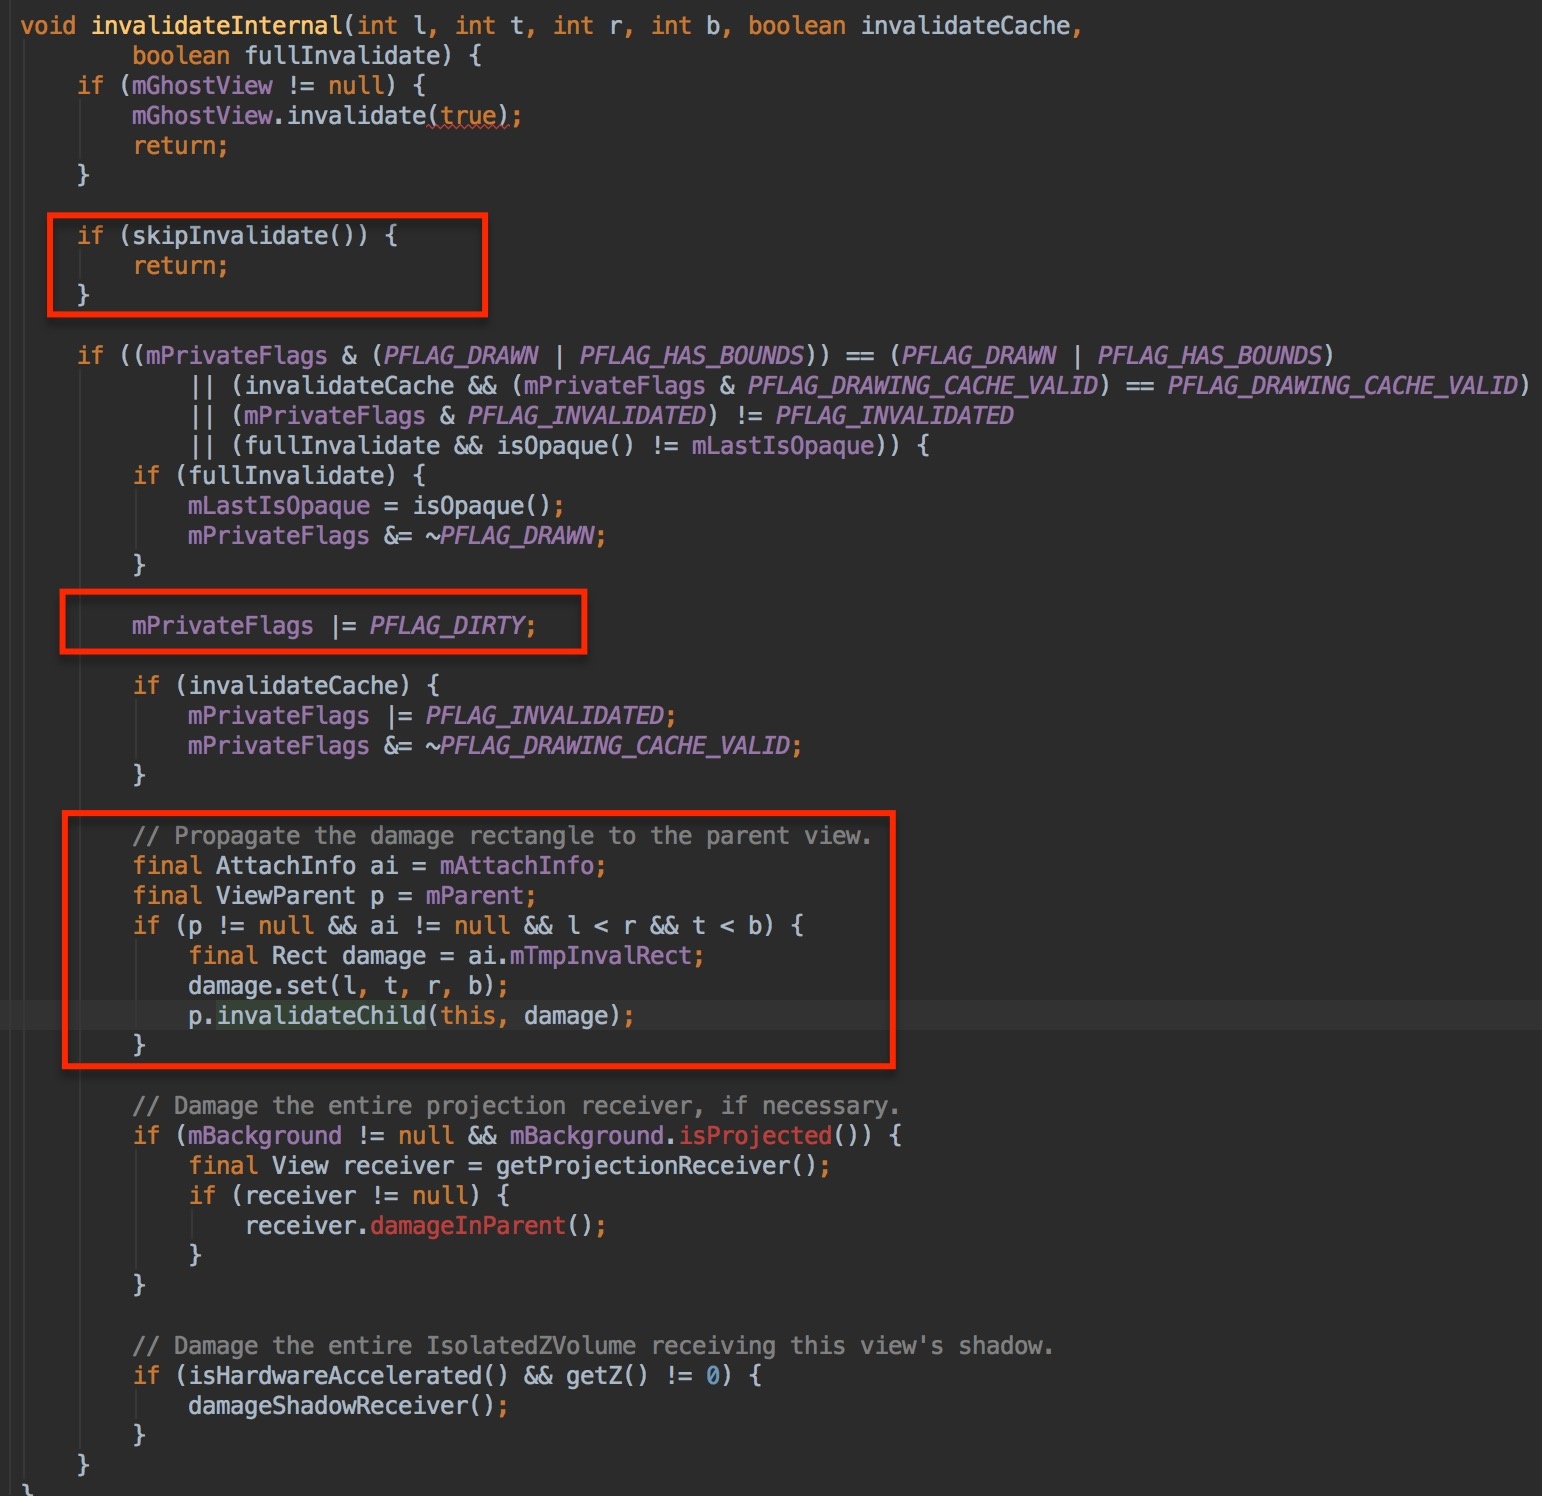 void invalidateInternal(int l, int t, int r, int b, boolean invalidateCache,
        boolean fullInvalidate) {
    if (mGhostView != null) {
        mGhostView.invalidate(true);
        return;
    }

    if (skipInvalidate()) {
        return;
    }

    if ((mPrivateFlags & (PFLAG_DRAWN | PFLAG_HAS_BOUNDS)) == (PFLAG_DRAWN | PFLAG_HAS_BOUNDS)
            || (invalidateCache && (mPrivateFlags & PFLAG_DRAWING_CACHE_VALID) == PFLAG_DRAWING_CACHE_VALID)
            || (mPrivateFlags & PFLAG_INVALIDATED) != PFLAG_INVALIDATED
            || (fullInvalidate && isOpaque() != mLastIsOpaque)) {
        if (fullInvalidate) {
            mLastIsOpaque = isOpaque();
            mPrivateFlags &= ~PFLAG_DRAWN;
        }

        mPrivateFlags |= PFLAG_DIRTY;

        if (invalidateCache) {
            mPrivateFlags |= PFLAG_INVALIDATED;
            mPrivateFlags &= ~PFLAG_DRAWING_CACHE_VALID;
        }

        // Propagate the damage rectangle to the parent view.
        final AttachInfo ai = mAttachInfo;
        final ViewParent p = mParent;
        if (p != null && ai != null && l < r && t < b) {
            final Rect damage = ai.mTmpInvalRect;
            damage.set(l, t, r, b);
            p.invalidateChild(this, damage);
        }

        // Damage the entire projection receiver, if necessary.
        if (mBackground != null && mBackground.isProjected()) {
            final View receiver = getProjectionReceiver();
            if (receiver != null) {
                receiver.damageInParent();
            }
        }

        // Damage the entire IsolatedZVolume receiving this view's shadow.
        if (isHardwareAccelerated() && getZ() != 0) {
            damageShadowReceiver();
        }
    }
}